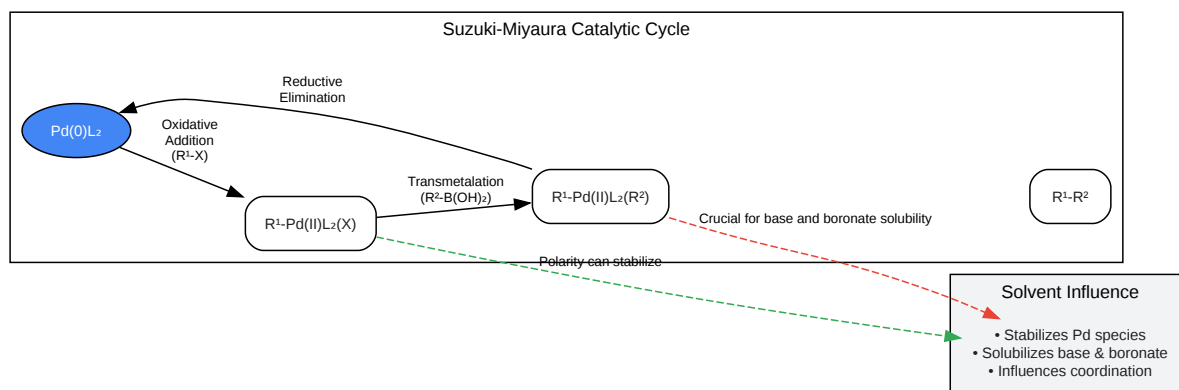 Suzuki-Miyaura Catalytic Cycle
Reductive
Elimination
Pd(0)L₂
Oxidative
Addition
(R¹-X)
Transmetalation
(R²-B(OH)₂)
R¹-Pd(II)L₂(R²)
R¹-R²
R¹-Pd(II)L₂(X)
Crucial for base and boronate solubility
Polarity can stabilize
Solvent Influence
• Stabilizes Pd species
• Solubilizes base & boronate
• Influences coordination